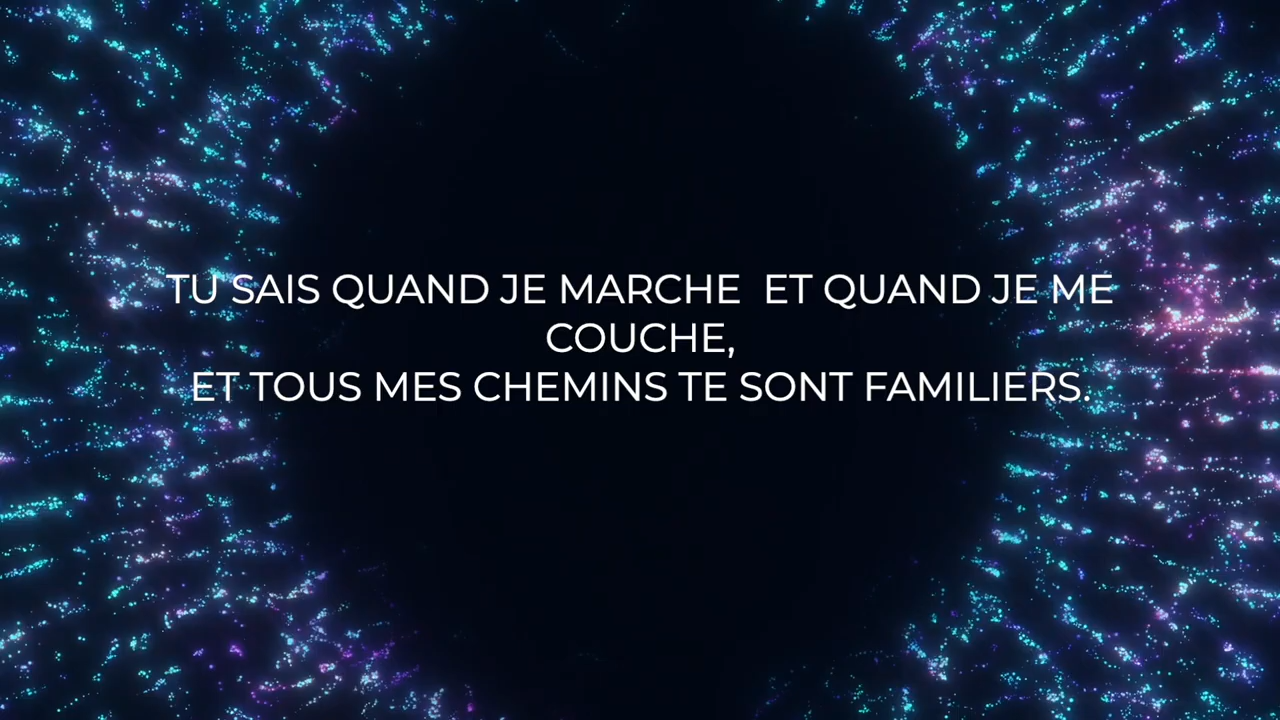 TU SAIS QUAND JE MARCHE  ET QUAND JE ME
COUCHE,
ET TOUS MES CHEMINS TE SONT FAMILIERS.